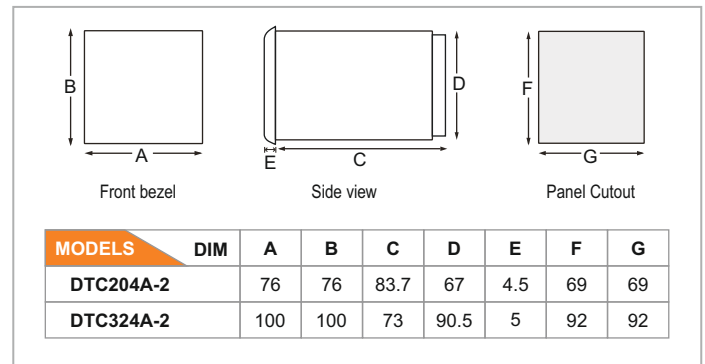 B
A
Front bezel
D
E
C
Side view
F
G
Panel Cutout
MODELS DIM A B C D E F G
DTC204A-2 76 76 83.7 67 4.5 69 69
DTC324A-2 100 100 73 90.5 5 92 92